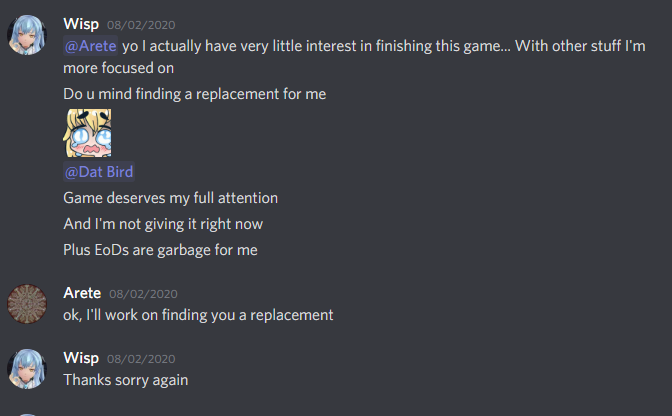 Wisp 08/02/2020
@Arete yo I actually have very little interest in finishing this game... With other stuff I'm
more focused on
Do u mind finding a replacement for me
@Dat Bird
Game deserves my full attention
And I'm not giving it right now
Plus EoDs are garbage for me
Arete 08/02/2020
ok, I'll work on finding you a replacement
Wisp 08/02/2020
Thanks sorry again